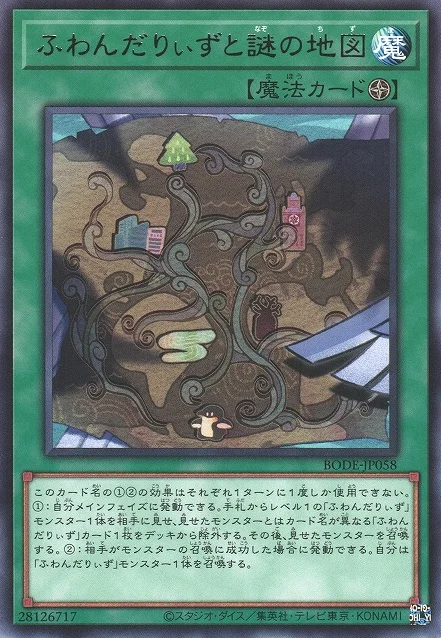 ふわんだりぃずと謎の地図
魔
【魔法カード】
BODE-JP058
このカード名の①②の効果はそれぞれ1ターンに1度しか使用できない。
①：自分メインフェイズに発動できる。手札からレベル1の「ふわんだりぃず」
モンスター1体を相手に見せ、見せたモンスターとはカード名が異なる「ふわん
だりぃず」カード1枚をデッキから除外する。その後、見せたモンスターを召喚
する。②：相手がモンスターの召喚に成功した場合に発動できる。自分は
「ふわんだりぃず」モンスター1体を召喚する。
28126717
©スタジオ・ダイス／集英社・テレビ東京・KONAMI